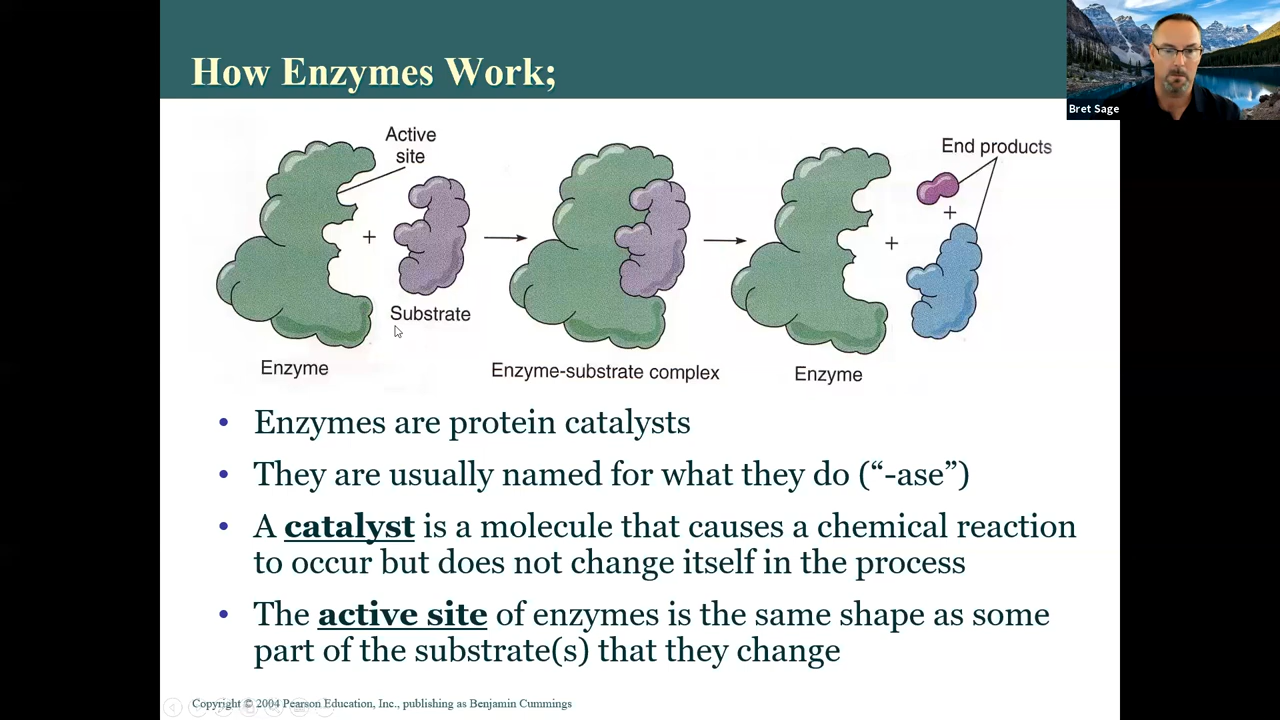 How Enzymes Work;
Bret Sage
Active
site
End products
+
+
+
Substrate
Enzyme
Enzyme-substrate complex
Enzyme
• Enzymes are protein catalysts
• They are usually named for what they do (“-ase”)
• A catalyst is a molecule that causes a chemical reaction
to occur but does not change itself in the process
• The active site of enzymes is the same shape as some
part of the substrate(s) that they change
Copyright © 2004 Pearson Education, Inc., publishing as Benjamin Cummings